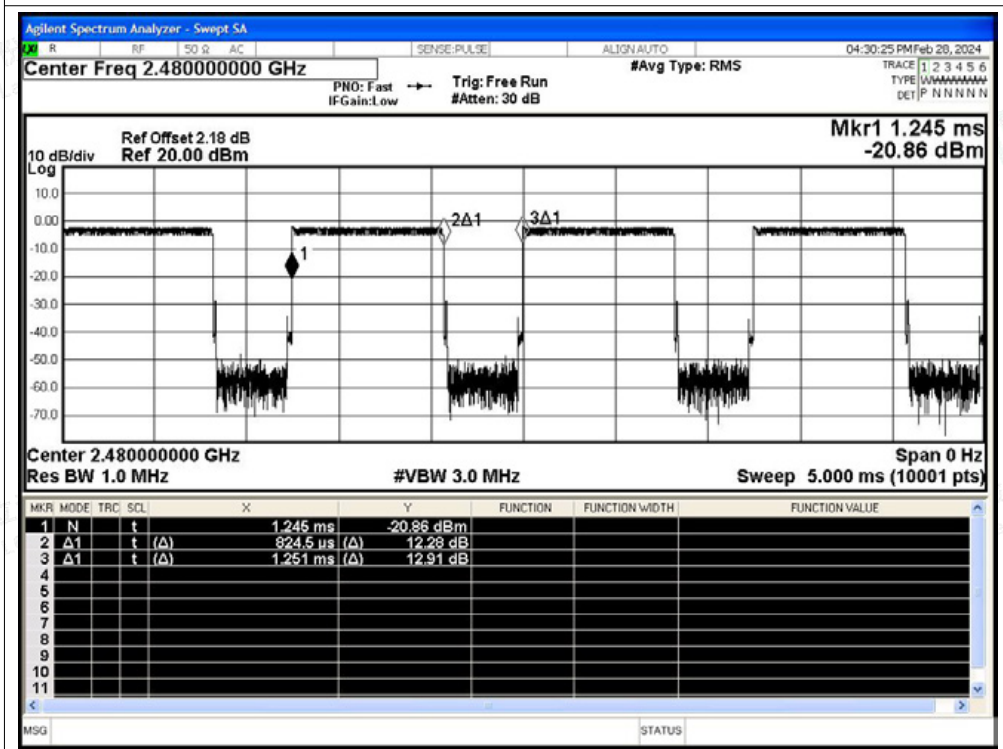 Agilent Spectrum Analyzer - Swept SA
R RF 50 Ω AC SENSE:PULSE ALIGN AUTO 04:30:25 PM Feb 28, 2024
Center Freq 2.480000000 GHz #Avg Type: RMS TRACE 1 2 3 4 5 6
PNO: Fast Trig: Free Run TYPE WWWWWW
IFGain:Low #Atten: 30 dB DET P N N N N N
Mkr1 1.245 ms
Ref Offset 2.18 dB
10 dB/div Ref 20.00 dBm -20.86 dBm
Log
10.0
0.00
2Δ1 3Δ1
-10.0
1
-20.0
-30.0
-40.0
-50.0
-60.0
-70.0
Center 2.480000000 GHz Span 0 Hz
Res BW 1.0 MHz #VBW 3.0 MHz Sweep 5.000 ms (10001 pts)
MKR MODE TRC SCL X Y FUNCTION FUNCTION WIDTH FUNCTION VALUE
1 N t 1.245 ms -20.86 dBm
2 Δ1 t (Δ) 824.5 µs (Δ) 12.28 dB
3 Δ1 t (Δ) 1.251 ms (Δ) 12.91 dB
4
5
6
7
8
9
10
11
MSG STATUS